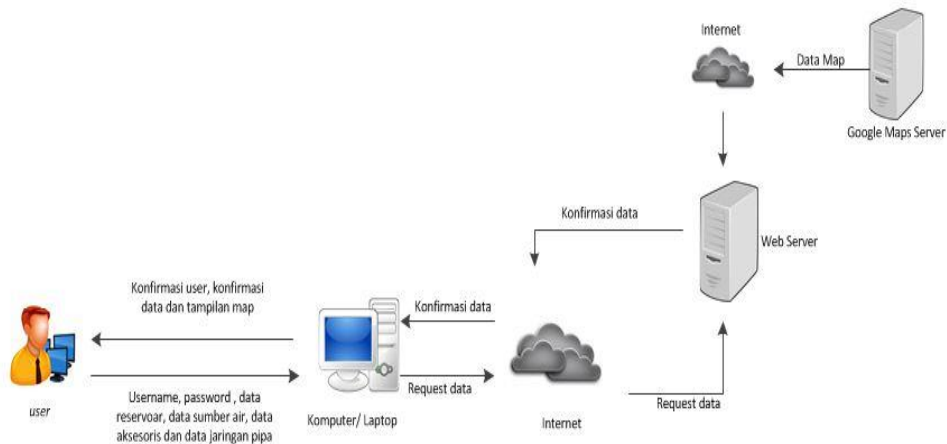 Internet
Data Map
Google Maps Server
Konfirmasi data
Web Server
Konfirmasi user, konfirmasi
data dan tampilan map
Konfirmasi data
Request data
Request data
user
Username, password , data
reservoar, data sumber air, data
aksesoris dan data jaringan pipa
Komputer/ Laptop
Internet